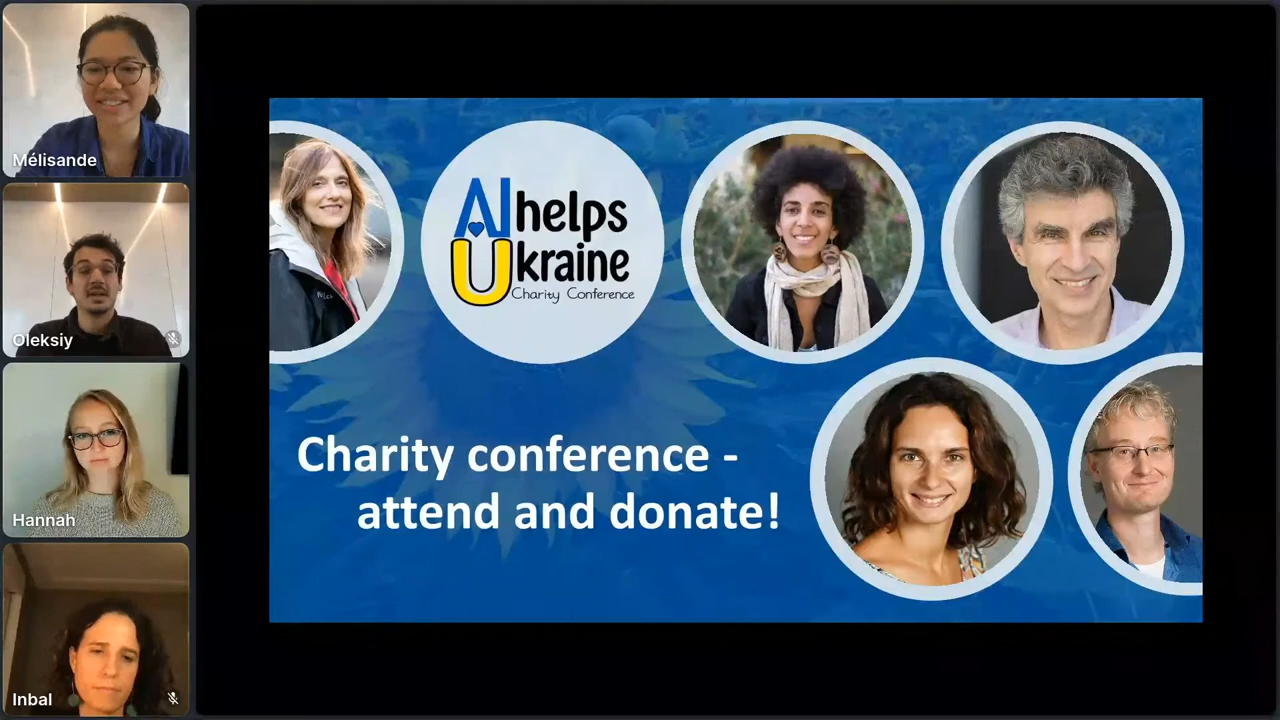 Mélisande
Oleksiy
Hannah
Inbal
AI helps
Ukraine
Charity Conference
Charity conference -
attend and donate!